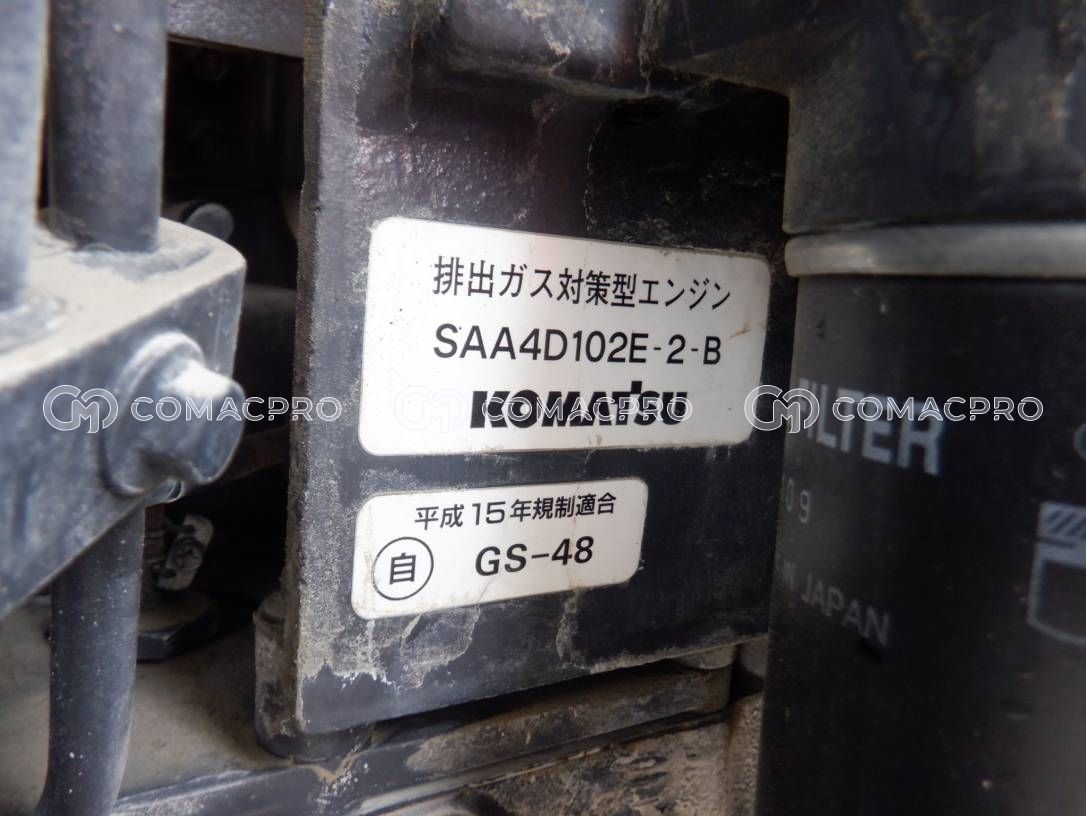 排出ガス対策型エンジン
SAA4D102E-2-B
KOMATSU
平成15年規制適合
自 GS-48
COMACPRO COMACPRO COMACPRO
FILTER
JAPAN